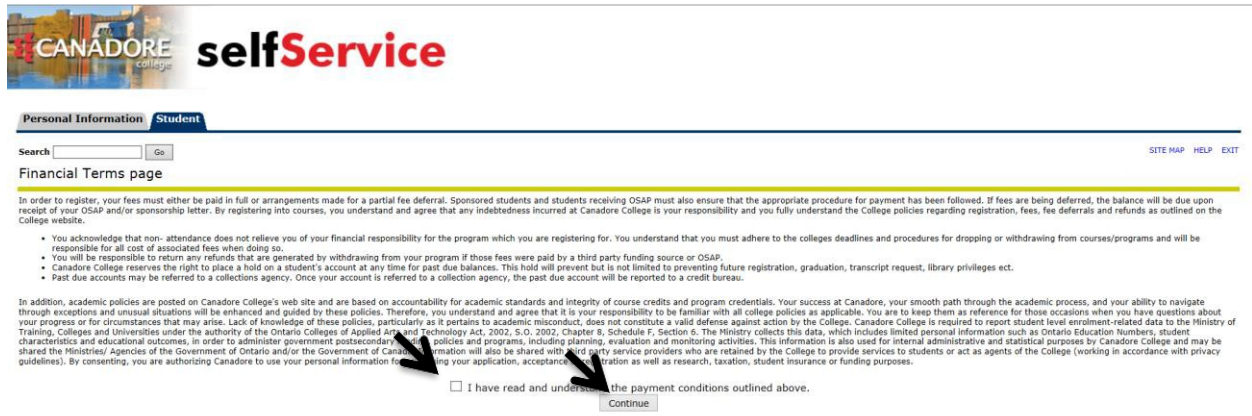 CANADORE
college
selfService
Personal Information Student
Search Go SITE MAP HELP EXIT
Financial Terms page
In order to register, your fees must either be paid in full or arrangements made for a partial fee deferral. Sponsored students and students receiving OSAP must also ensure that the appropriate procedure for payment has been followed. If fees are being deferred, the balance will be due upon
receipt of your OSAP and/or sponsorship letter. By registering into courses, you understand and agree that any indebtedness incurred at Canadore College is your responsibility and you fully understand the College policies regarding registration, fees, fee deferrals and refunds as outlined on the
College website.
• You acknowledge that non- attendance does not relieve you of your financial responsibility for the program which you are registering for. You understand that you must adhere to the colleges deadlines and procedures for dropping or withdrawing from courses/programs and will be
responsible for all cost of associated fees when doing so.
• You will be responsible to return any refunds that are generated by withdrawing from your program if those fees were paid by a third party funding source or OSAP.
• Canadore College reserves the right to place a hold on a student's account at any time for past due balances. This hold will prevent but is not limited to preventing future registration, graduation, transcript request, library privileges ect.
• Past due accounts may be referred to a collections agency. Once your account is referred to a collection agency, the past due account will be reported to a credit bureau.
In addition, academic policies are posted on Canadore College's web site and are based on accountability for academic standards and integrity of course credits and program credentials. Your success at Canadore, your smooth path through the academic process, and your ability to navigate
through exceptions and unusual situations will be enhanced and guided by these policies. Therefore, you understand and agree that it is your responsibility to be familiar with all college policies as applicable. You are to keep them as reference for those occasions when you have questions about
your progress or for circumstances that may arise. Lack of knowledge of these policies, particularly as it pertains to academic misconduct, does not constitute a valid defense against action by the College. Canadore College is required to report student level enrolment-related data to the Ministry of
Training, Colleges and Universities under the authority of the Ontario Colleges of Applied Arts and Technology Act, 2002, S.O. 2002, Chapter 8, Schedule F, Section 6. The Ministry collects this data, which includes limited personal information such as Ontario Education Numbers, student
characteristics and educational outcomes, in order to administer government postsecondary policies and programs, including planning, evaluation and monitoring activities. This information is also used for internal administrative and statistical purposes by Canadore College and may be
shared the Ministries/ Agencies of the Government of Ontario and/or the Government of will also be shared with third party service providers who are retained by the College to provide services to students or act as agents of the College (working in accordance with privacy
guidelines). By consenting, you are authorizing Canadore to use your personal information your application, acceptance as well as research, taxation, student insurance or funding purposes.
I have read and understand the payment conditions outlined above.
Continue